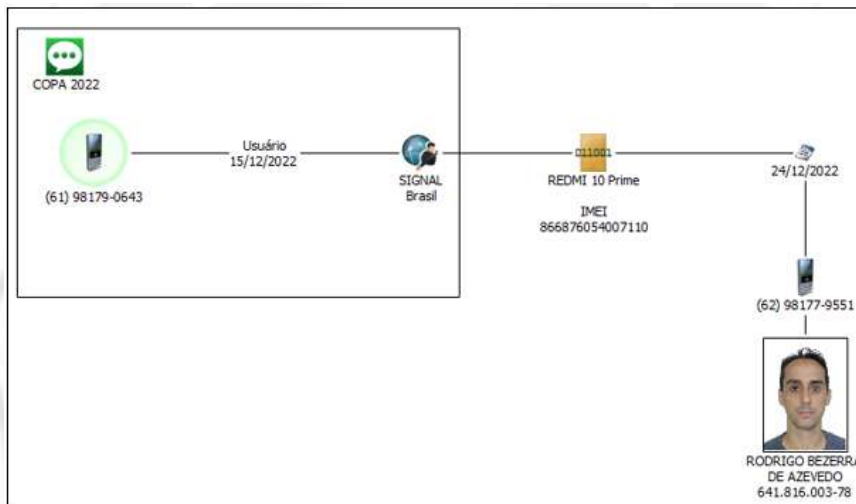 COPA 2022
Usuário
15/12/2022
(61) 98179-0643
SIGNAL
Brasil
011001
REDMI 10 Prime
IMEI
866876054007110
24/12/2022
(62) 98177-9551
RODRIGO BEZERRA
DE AZEVEDO
641.816.003-78